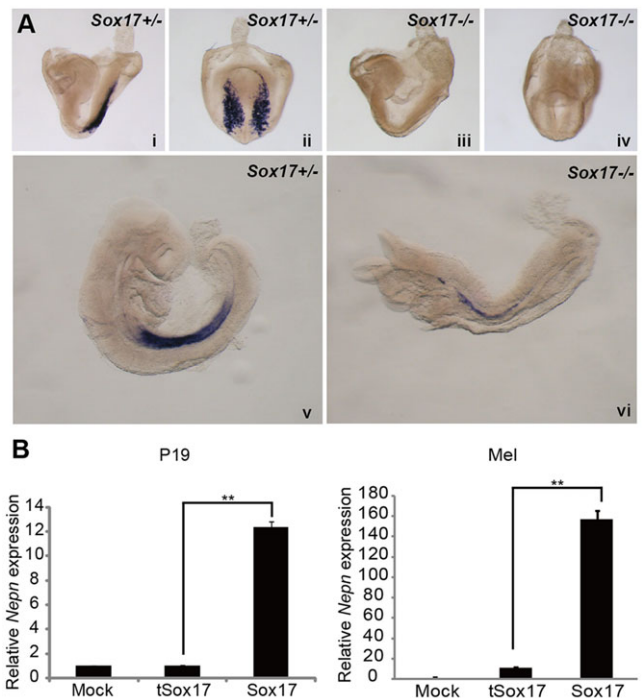 A
Sox17+/-
i
Sox17+/-
ii
Sox17-/-
iii
Sox17-/-
iv
Sox17+/-
v
Sox17-/-
vi
B
P19
Relative Nepn expression
14
12
10
8
6
4
2
0
**
Mock tSox17 Sox17
Mel
Relative Nepn expression
180
160
140
120
100
80
60
40
20
0
**
Mock tSox17 Sox17